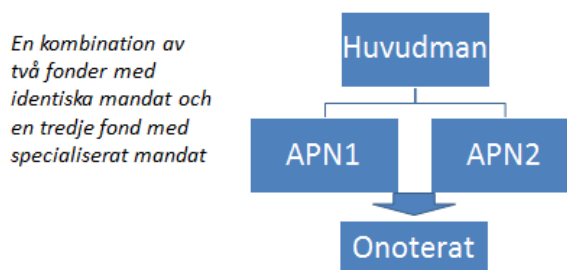 En kombination av
två fonder med
identiska mandat och
en tredje fond med
specialiserat mandat
Huvudman
APN1
APN2
Onoterat